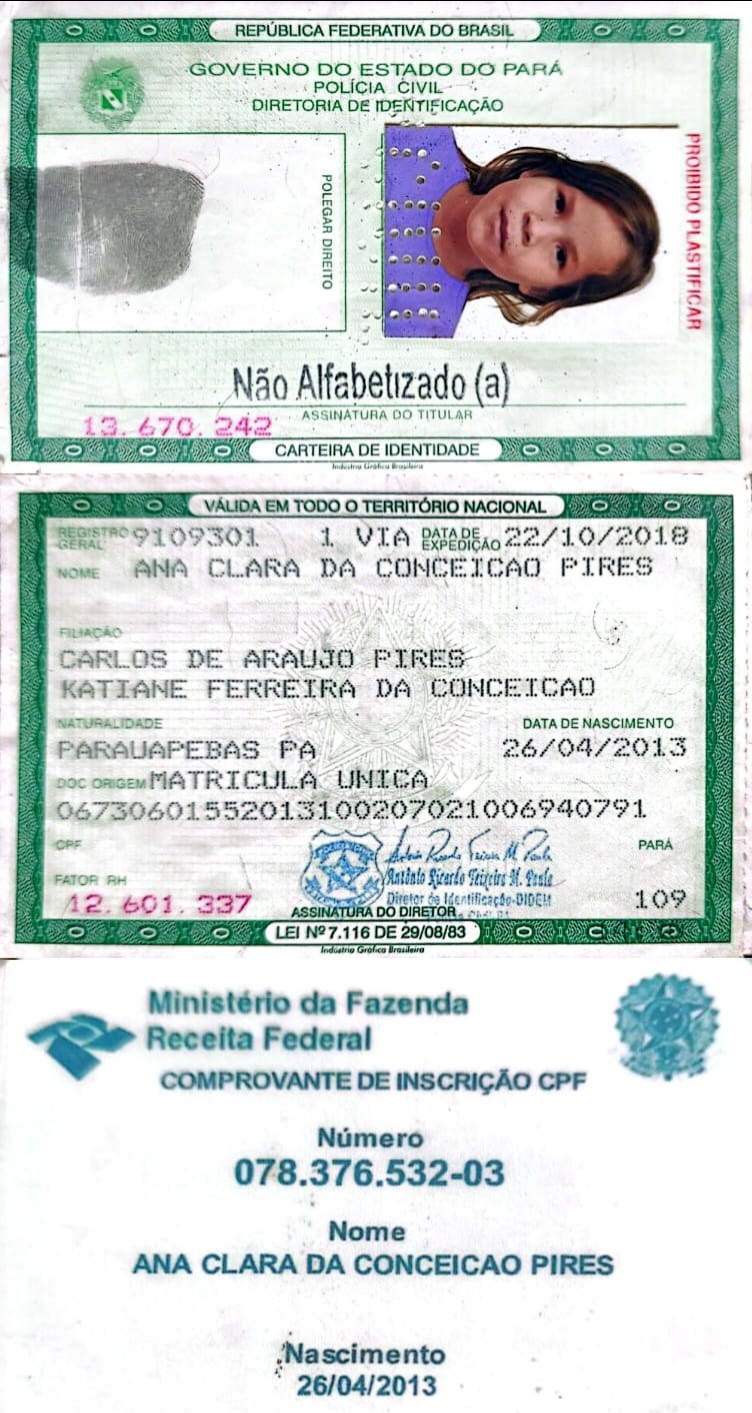 REPÚBLICA FEDERATIVA DO BRASIL
GOVERNO DO ESTADO DO PARÁ
POLÍCIA CIVIL
DIRETORIA DE IDENTIFICAÇÃO
POLEGAR DIREITO
PROIBIDO PLASTIFICAR
Não Alfabetizado (a)
ASSINATURA DO TITULAR
13.670.242
CARTEIRA DE IDENTIDADE
Indústria Gráfica Brasileira
VÁLIDA EM TODO O TERRITÓRIO NACIONAL
REGISTRO GERAL 9109301 1 VIA DATA DE EXPEDIÇÃO 22/10/2018
NOME ANA CLARA DA CONCEICAO PIRES
FILIAÇÃO
CARLOS DE ARAUJO PIRES
KATIANE FERREIRA DA CONCEICAO
NATURALIDADE DATA DE NASCIMENTO
PARAUAPEBAS PA 26/04/2013
DOC ORIGEM MATRICULA UNICA
06730601552013100207021006940791
CPF PARÁ
Antônio Ricardo Teixeira M. Paula
FATOR RH
Diretor de Identificação-DIDEM
12.601.337 109
ASSINATURA DO DIRETOR
LEI Nº 7.116 DE 29/08/83
Indústria Gráfica Brasileira
Ministério da Fazenda
Receita Federal
COMPROVANTE DE INSCRIÇÃO CPF
Número
078.376.532-03
Nome
ANA CLARA DA CONCEICAO PIRES
Nascimento
26/04/2013